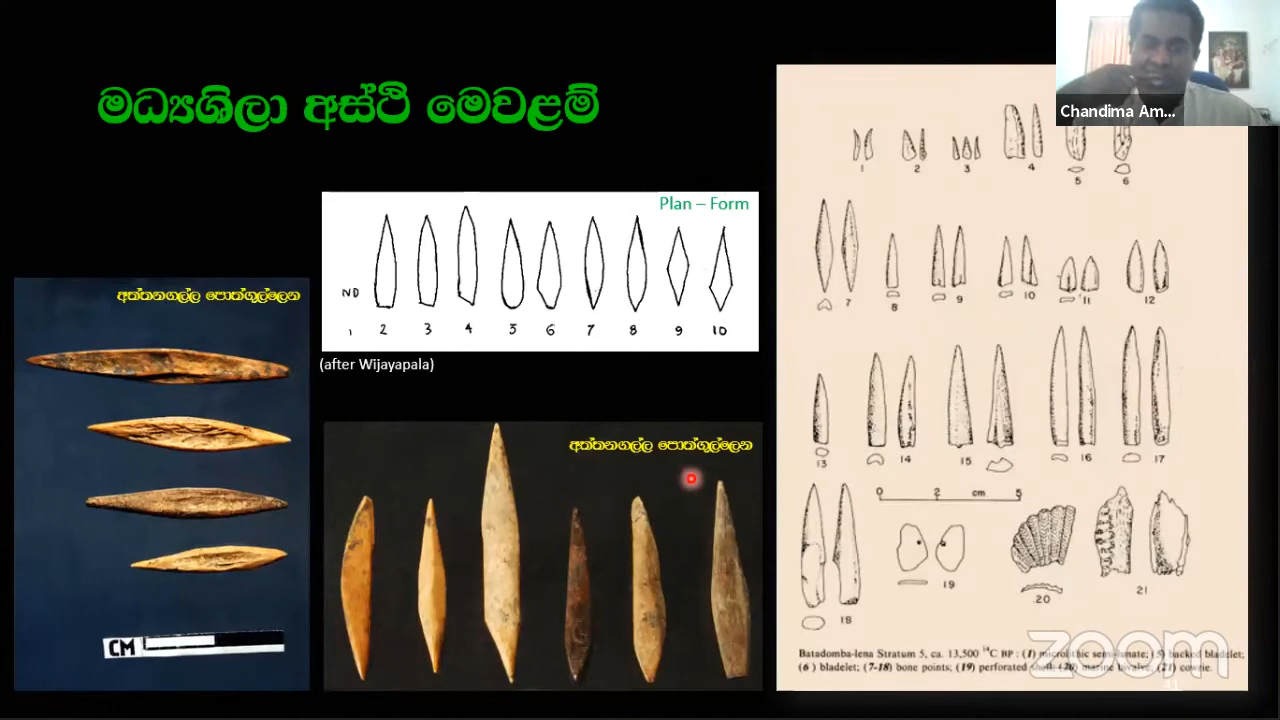 Chandima Am...
මධ්‍යශිලා අස්ථි මෙවළම්
Plan – Form
ND
1 2 3 4 5 6 7 8 9 10
(after Wijayapala)
අත්තනගල්ල පොත්ගුල්ලෙන
CM
අත්තනගල්ල පොත්ගුල්ලෙන
1 2 3 4 5 6
7 8 9 10 11 12
13 14 15 16 17
0 2 cm 5
18 19 20 21
Batadomba-lena Stratum 5, ca. 13,500 ¹⁴C BP : (1) microlithic semi-lunate; (5) backed bladelet;
(6) bladelet; (7-18) bone points; (19) perforated shell; (20) marine bivalve; (21) cowrie.
zoom